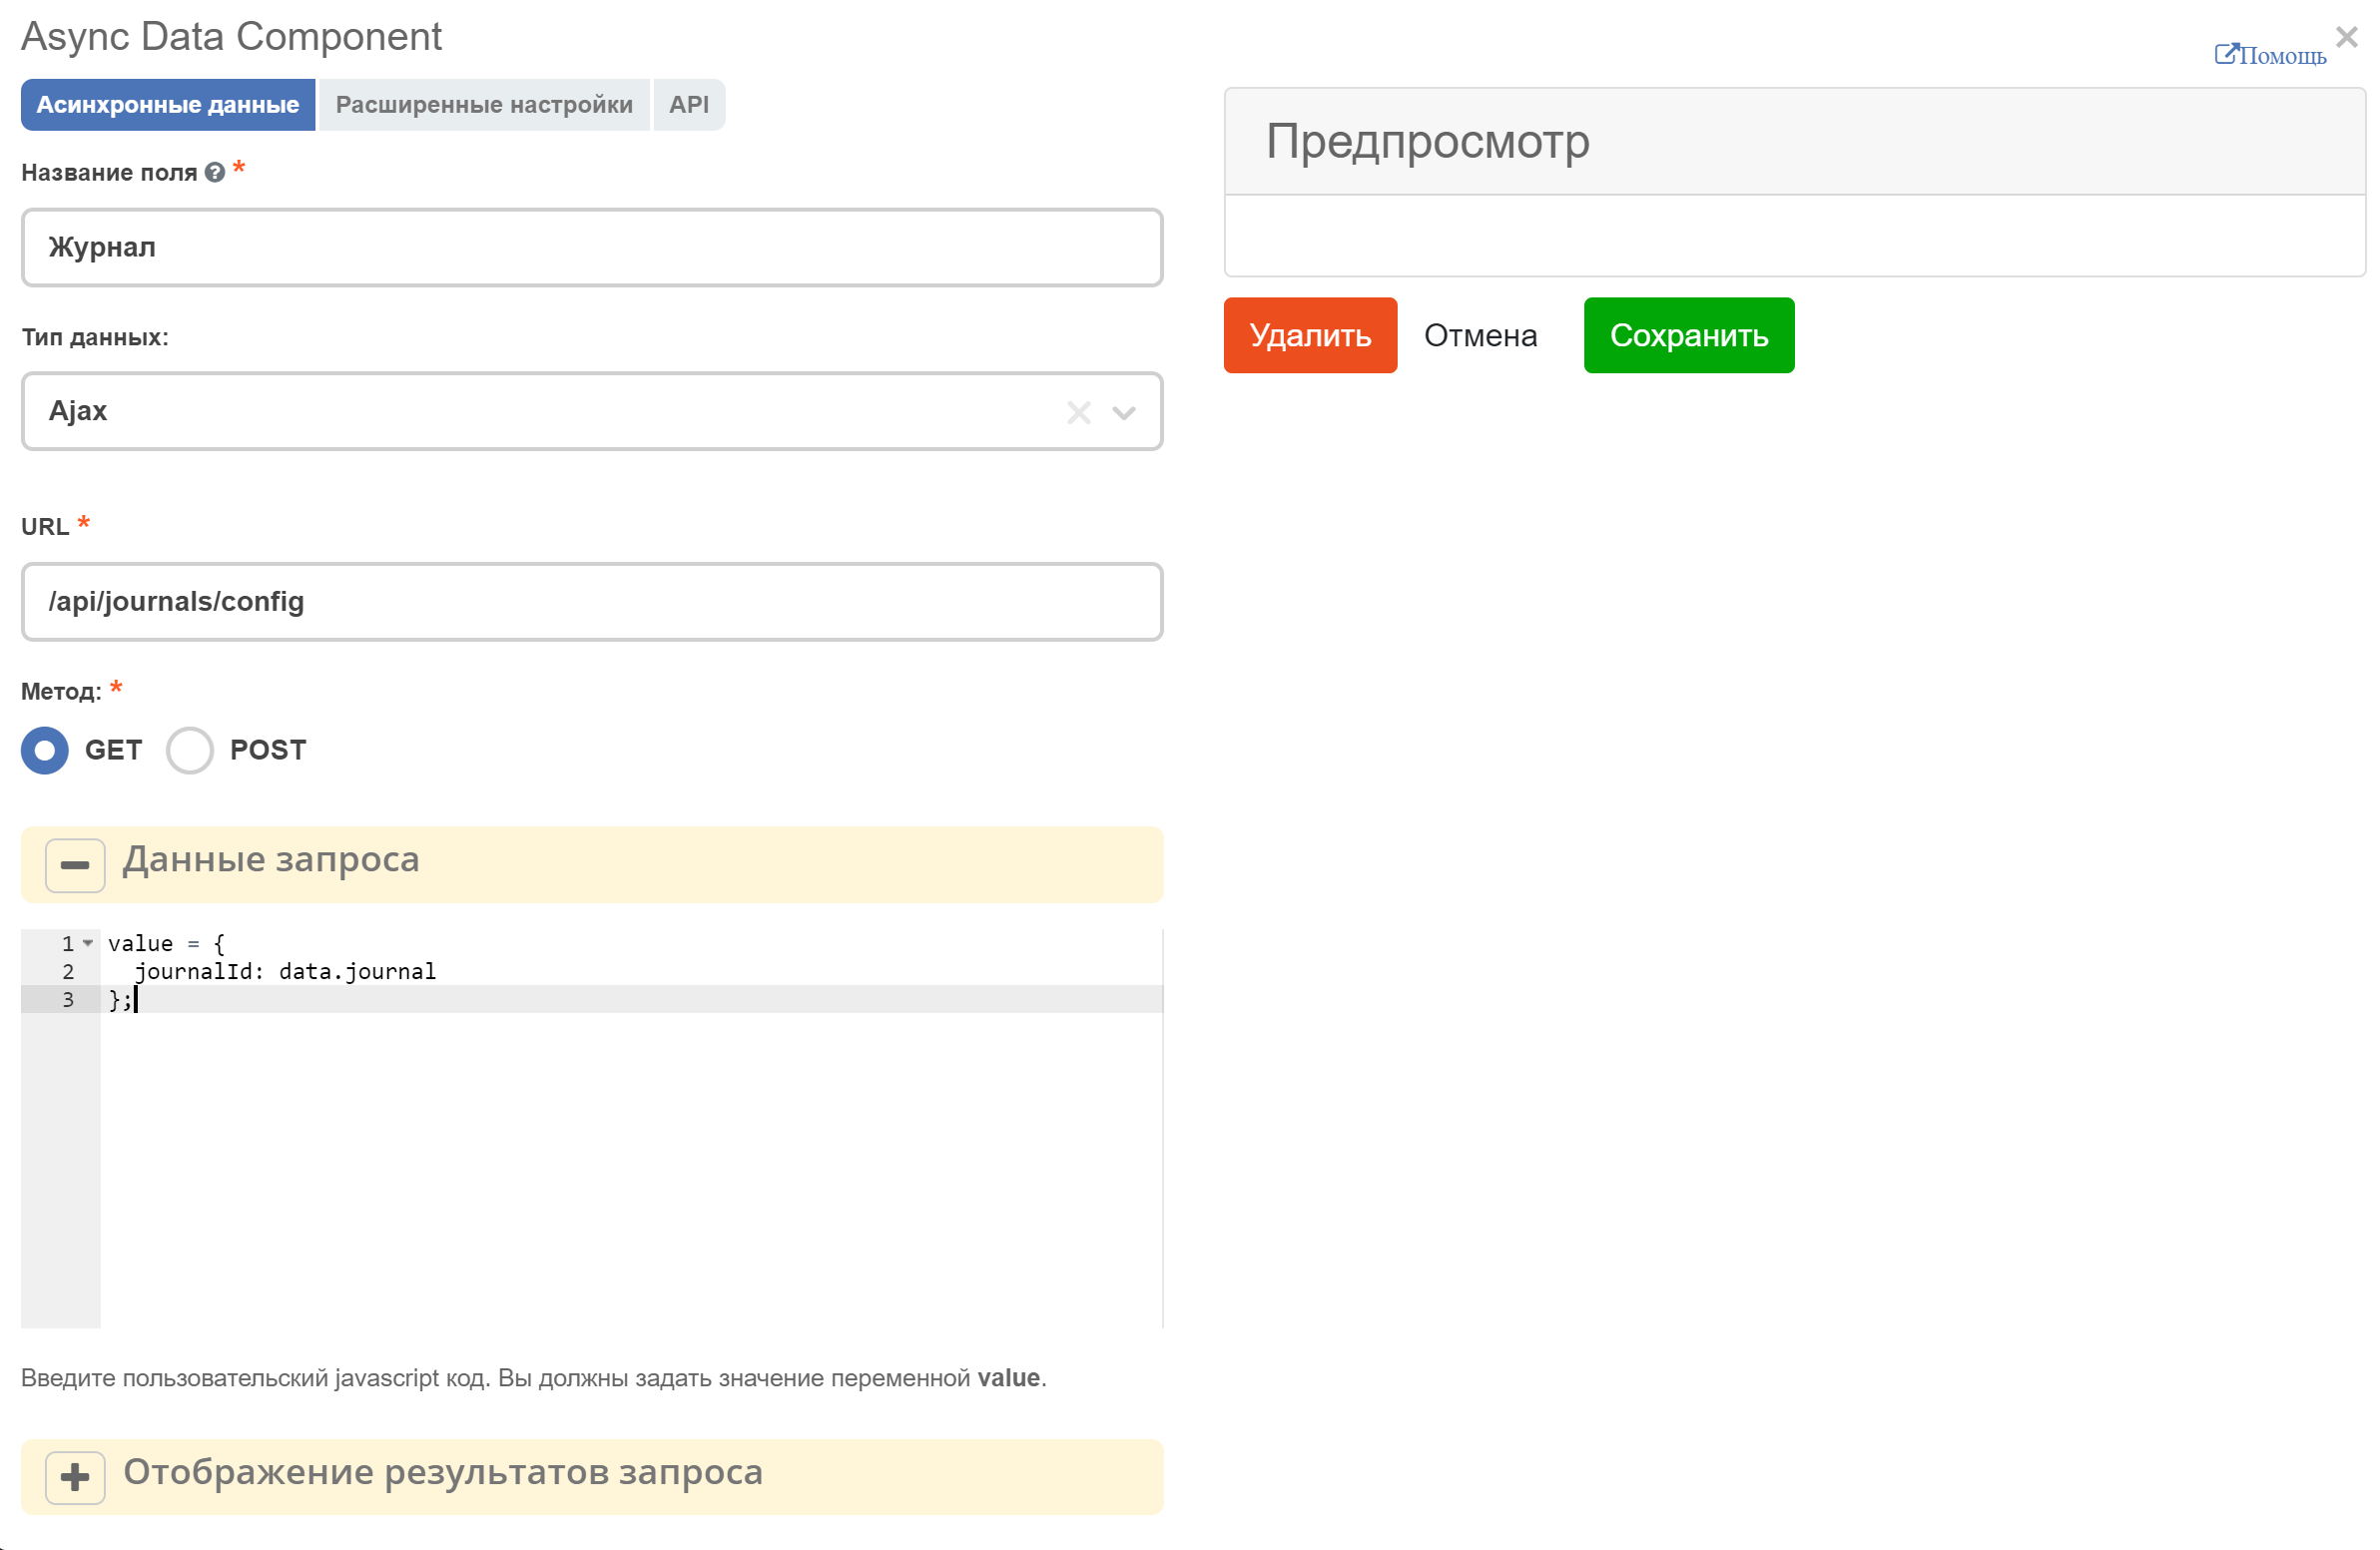 Async Data Component
Помощь
Асинхронные данные
Расширенные настройки
API
Название поля *
Журнал
Тип данных:
Ajax
URL *
/api/journals/config
Метод: *
GET
POST
Данные запроса
1 value = {
2 journalId: data.journal
3 };
Введите пользовательский javascript код. Вы должны задать значение переменной value.
Отображение результатов запроса
Предпросмотр
Удалить
Отмена
Сохранить